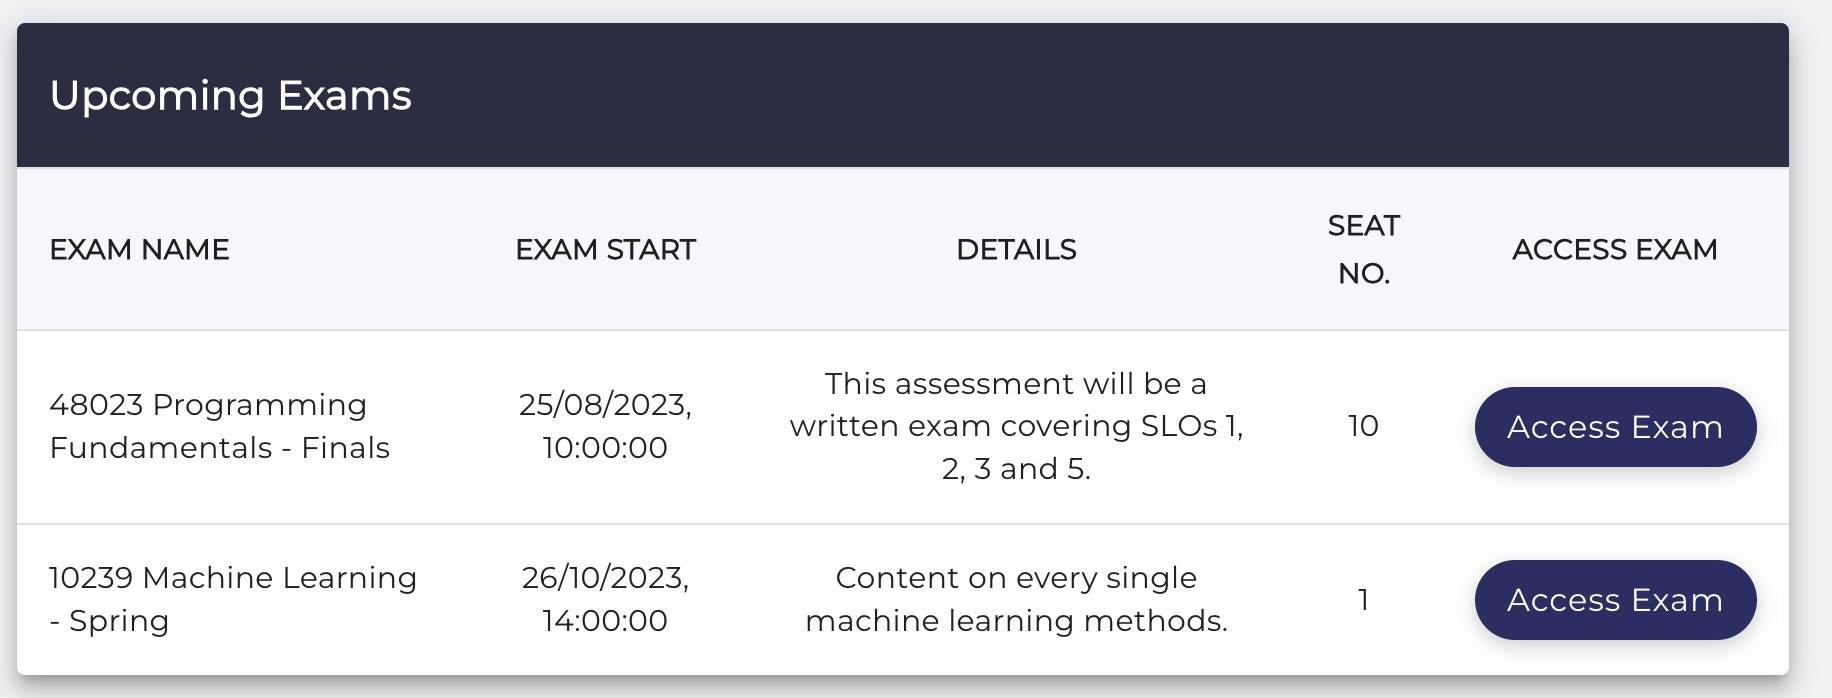 Upcoming Exams
EXAM NAME
EXAM START
DETAILS
SEAT
NO.
ACCESS EXAM
48023 Programming
Fundamentals - Finals
25/08/2023,
10:00:00
This assessment will be a
written exam covering SLOs 1,
2, 3 and 5.
10
Access Exam
10239 Machine Learning
- Spring
26/10/2023,
14:00:00
Content on every single
machine learning methods.
1
Access Exam